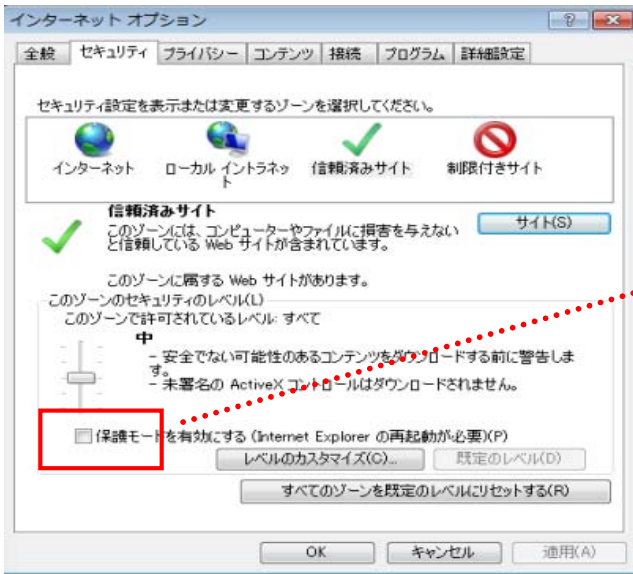 インターネット オプション
全般 セキュリティ プライバシー コンテンツ 接続 プログラム 詳細設定
セキュリティ設定を表示または変更するゾーンを選択してください。
インターネット ローカル イントラネッ
ト 信頼済みサイト 制限付きサイト
信頼済みサイト
このゾーンには、コンピューターやファイルに損害を与えない
と信頼している Web サイトが含まれています。
サイト(S)
このゾーンに属する Web サイトがあります。
このゾーンのセキュリティのレベル(L)
このゾーンで許可されているレベル: すべて
中
- 安全でない可能性のあるコンテンツをダウンロードする前に警告しま
す。
- 未署名の ActiveX コントロールはダウンロードされません。
保護モードを有効にする (Internet Explorer の再起動が必要)(P)
レベルのカスタマイズ(C)... 既定のレベル(D)
すべてのゾーンを既定のレベルにリセットする(R)
OK キャンセル 適用(A)